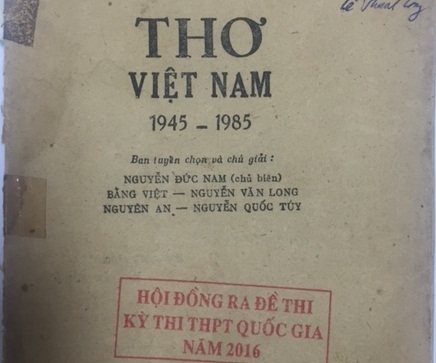 THƠ
VIỆT NAM
1945 – 1985
Ban tuyển chọn và chú giải :
NGUYỄN ĐỨC NAM (chủ biên)
BẰNG VIỆT — NGUYỄN VĂN LONG
NGUYÊN AN — NGUYỄN QUỐC TÚY
HỘI ĐỒNG RA ĐỀ THI
KỲ THI THPT QUỐC GIA
NĂM 2016